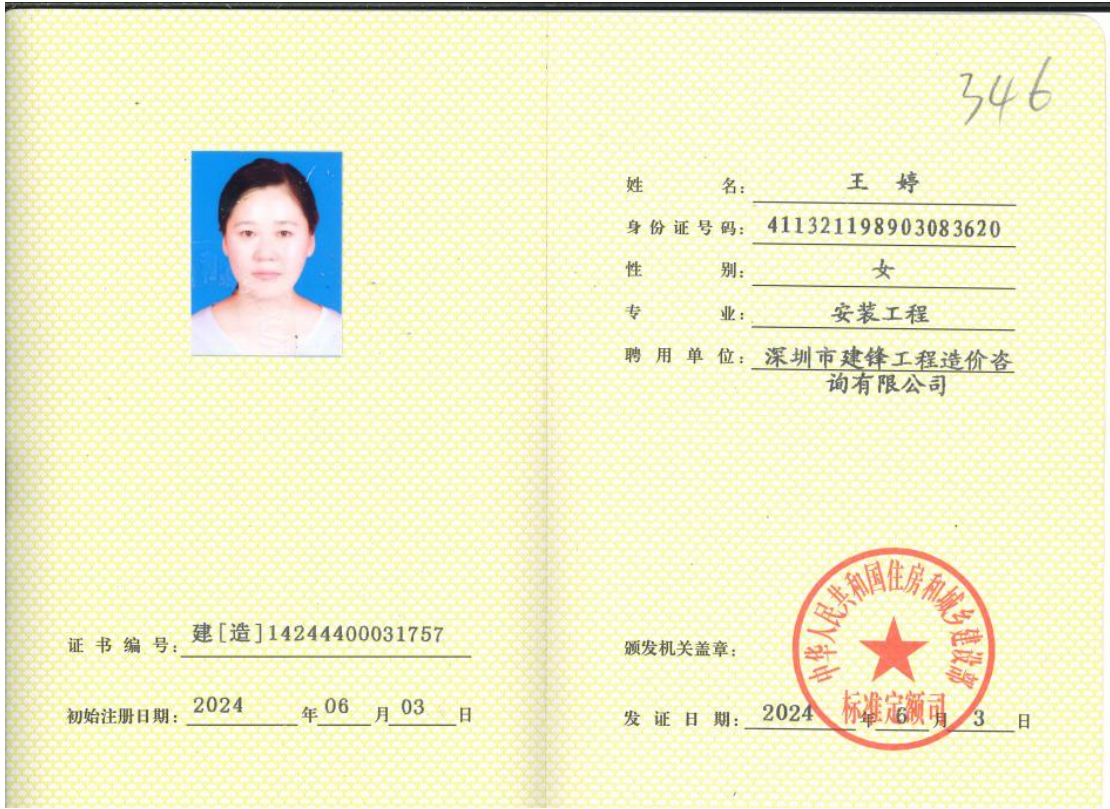 346
姓 名: 王 婷
身份证号码: 411321198903083620
性 别: 女
专 业: 安装工程
聘用单位: 深圳市建锋工程造价咨
询有限公司
证书编号: 建[造]14244400031757
初始注册日期: 2024 年 06 月 03 日
颁发机关盖章:
中华人民共和国住房和城乡建设部
标准定额司
发证日期: 2024 年 6 月 3 日